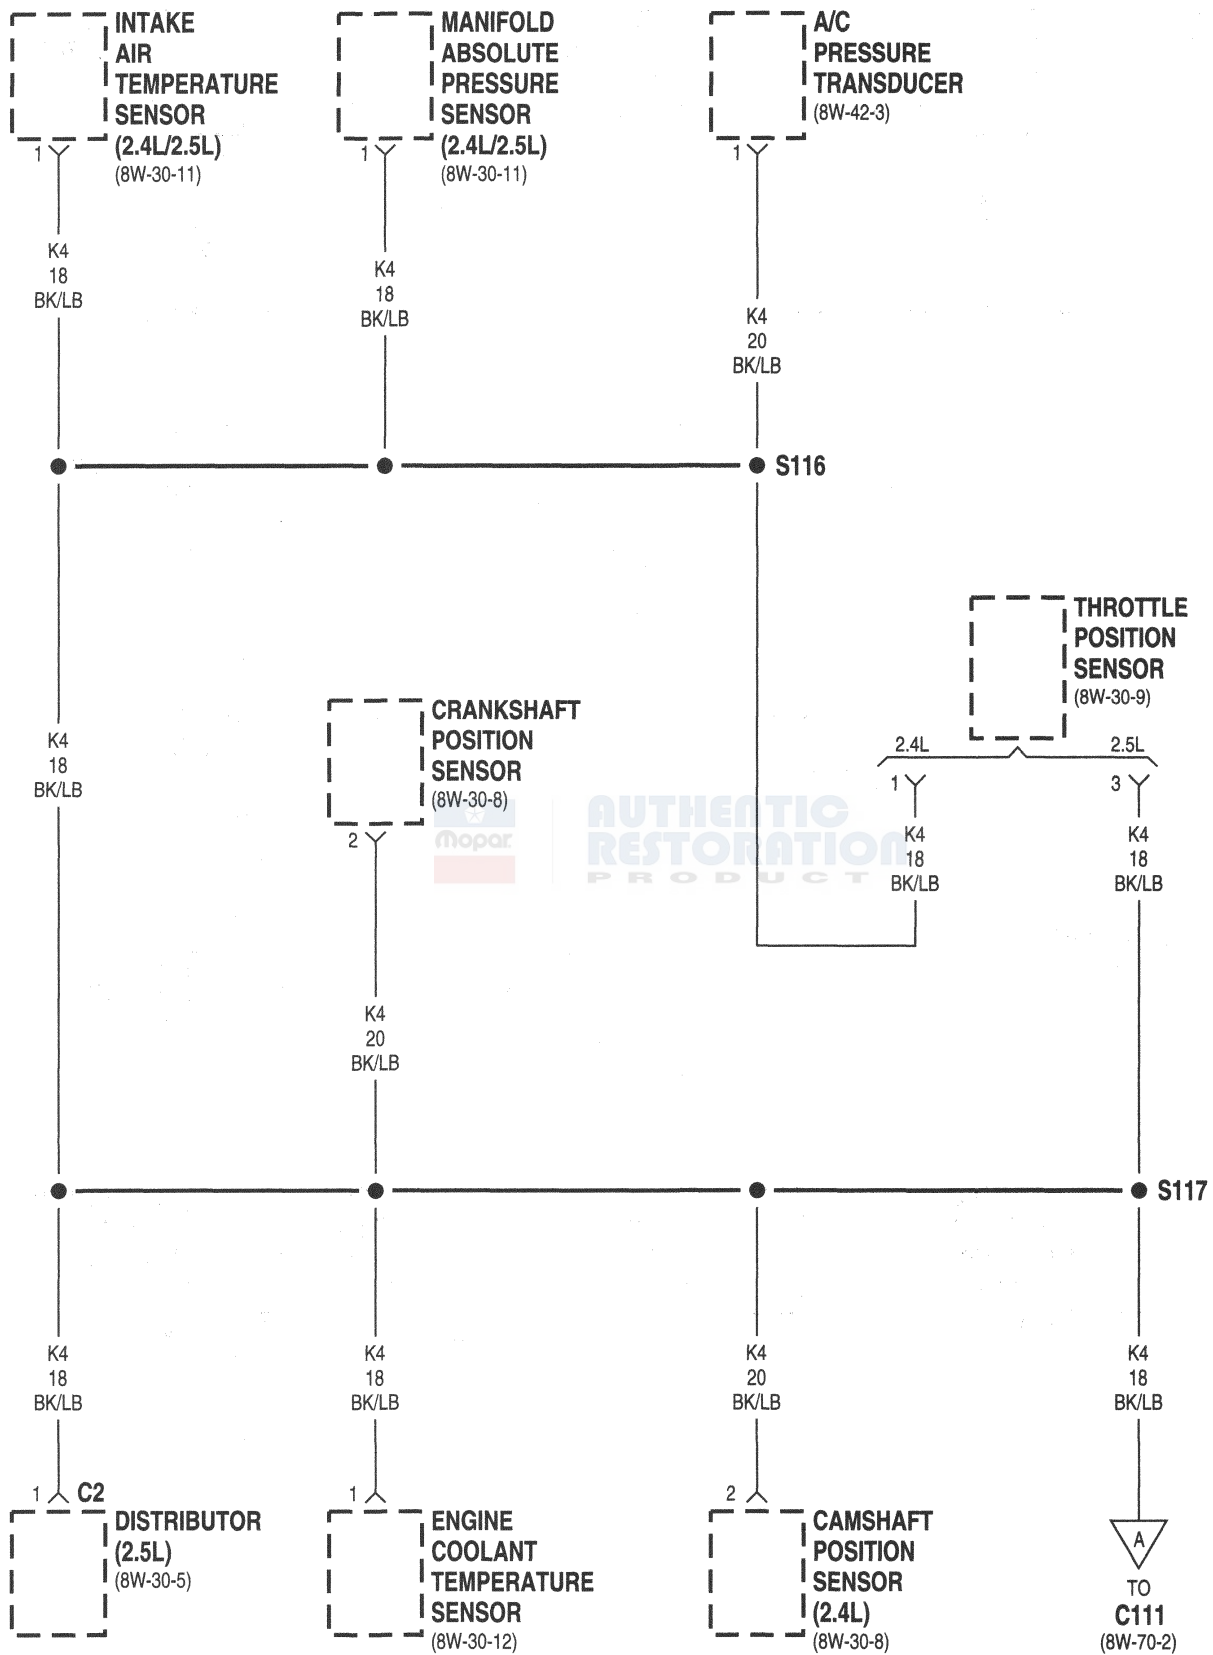 INTAKE
AIR
TEMPERATURE
SENSOR
(2.4L/2.5L)
(8W-30-11)
1
MANIFOLD
ABSOLUTE
PRESSURE
SENSOR
(2.4L/2.5L)
(8W-30-11)
1
A/C
PRESSURE
TRANSDUCER
(8W-42-3)
1
K4
18
BK/LB
K4
18
BK/LB
K4
20
BK/LB
S116
THROTTLE
POSITION
SENSOR
(8W-30-9)
2.4L
2.5L
1
3
K4
18
BK/LB
K4
18
BK/LB
K4
18
BK/LB
CRANKSHAFT
POSITION
SENSOR
(8W-30-8)
2
Mopar
AUTHENTIC
RESTORATION
PRODUCT
K4
20
BK/LB
S117
K4
18
BK/LB
K4
18
BK/LB
K4
20
BK/LB
K4
18
BK/LB
1 C2
DISTRIBUTOR
(2.5L)
(8W-30-5)
1
ENGINE
COOLANT
TEMPERATURE
SENSOR
(8W-30-12)
2
CAMSHAFT
POSITION
SENSOR
(2.4L)
(8W-30-8)
A
TO
C111
(8W-70-2)